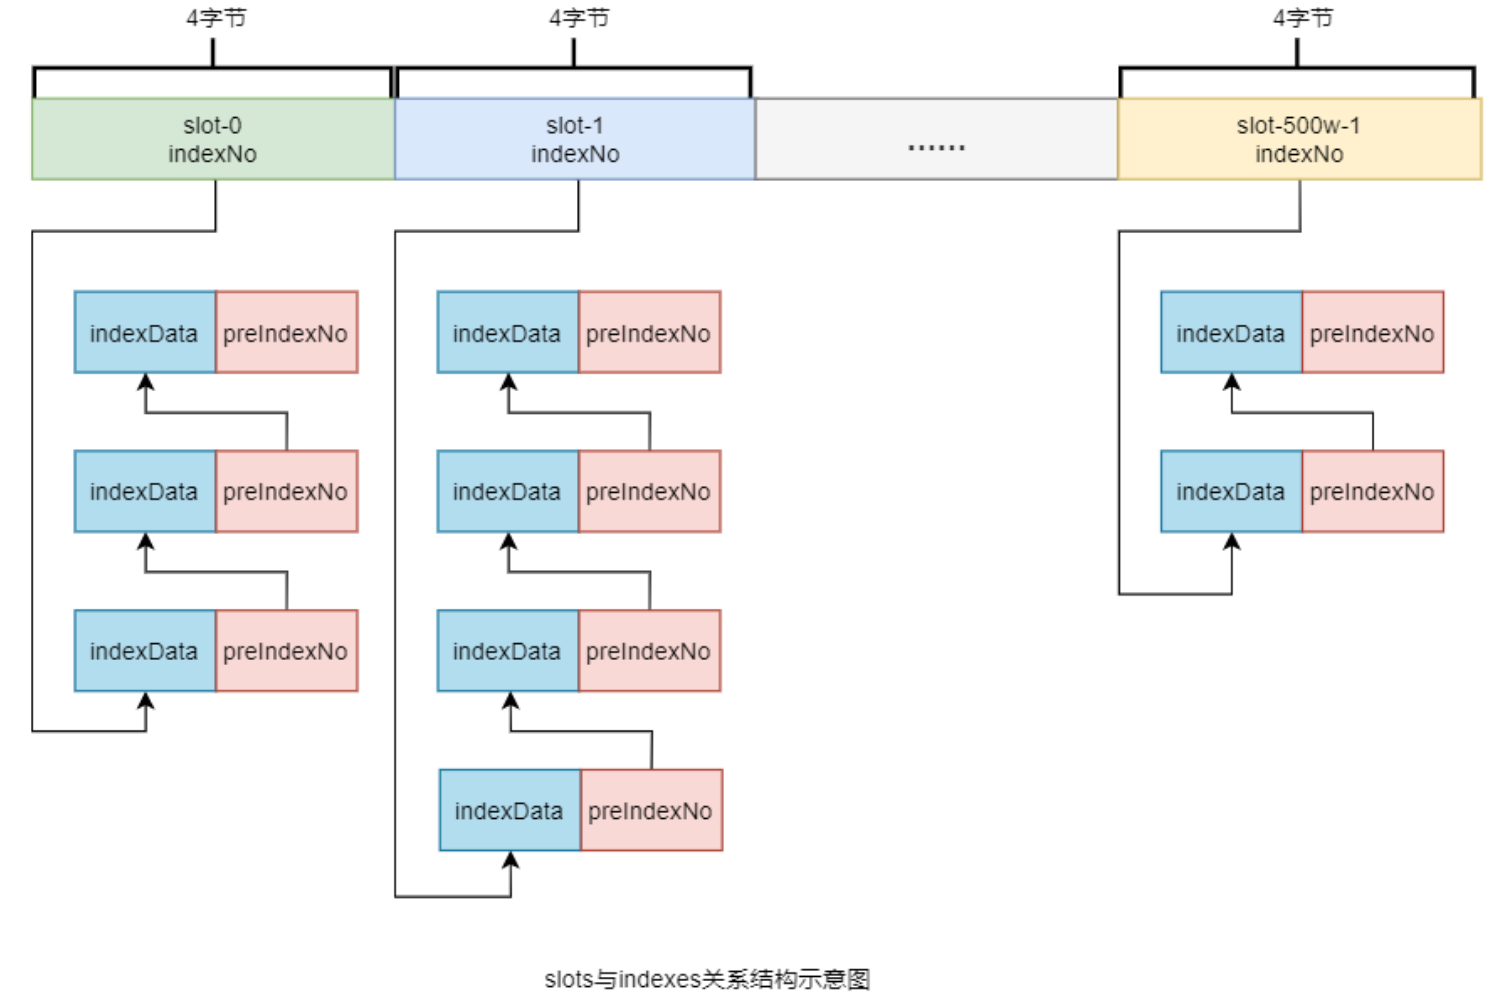 4字节
4字节
4字节
slot-0
indexNo
slot-1
indexNo
......
slot-500w-1
indexNo
indexData preIndexNo
indexData preIndexNo
indexData preIndexNo
indexData preIndexNo
indexData preIndexNo
indexData preIndexNo
indexData preIndexNo
indexData preIndexNo
indexData preIndexNo
slots与indexes关系结构示意图